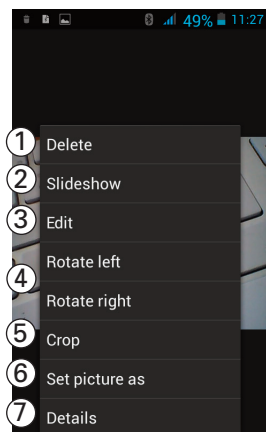 49% 11:27
1 Delete
2 Slideshow
3 Edit
Rotate left
4
Rotate right
5 Crop
6 Set picture as
7 Details